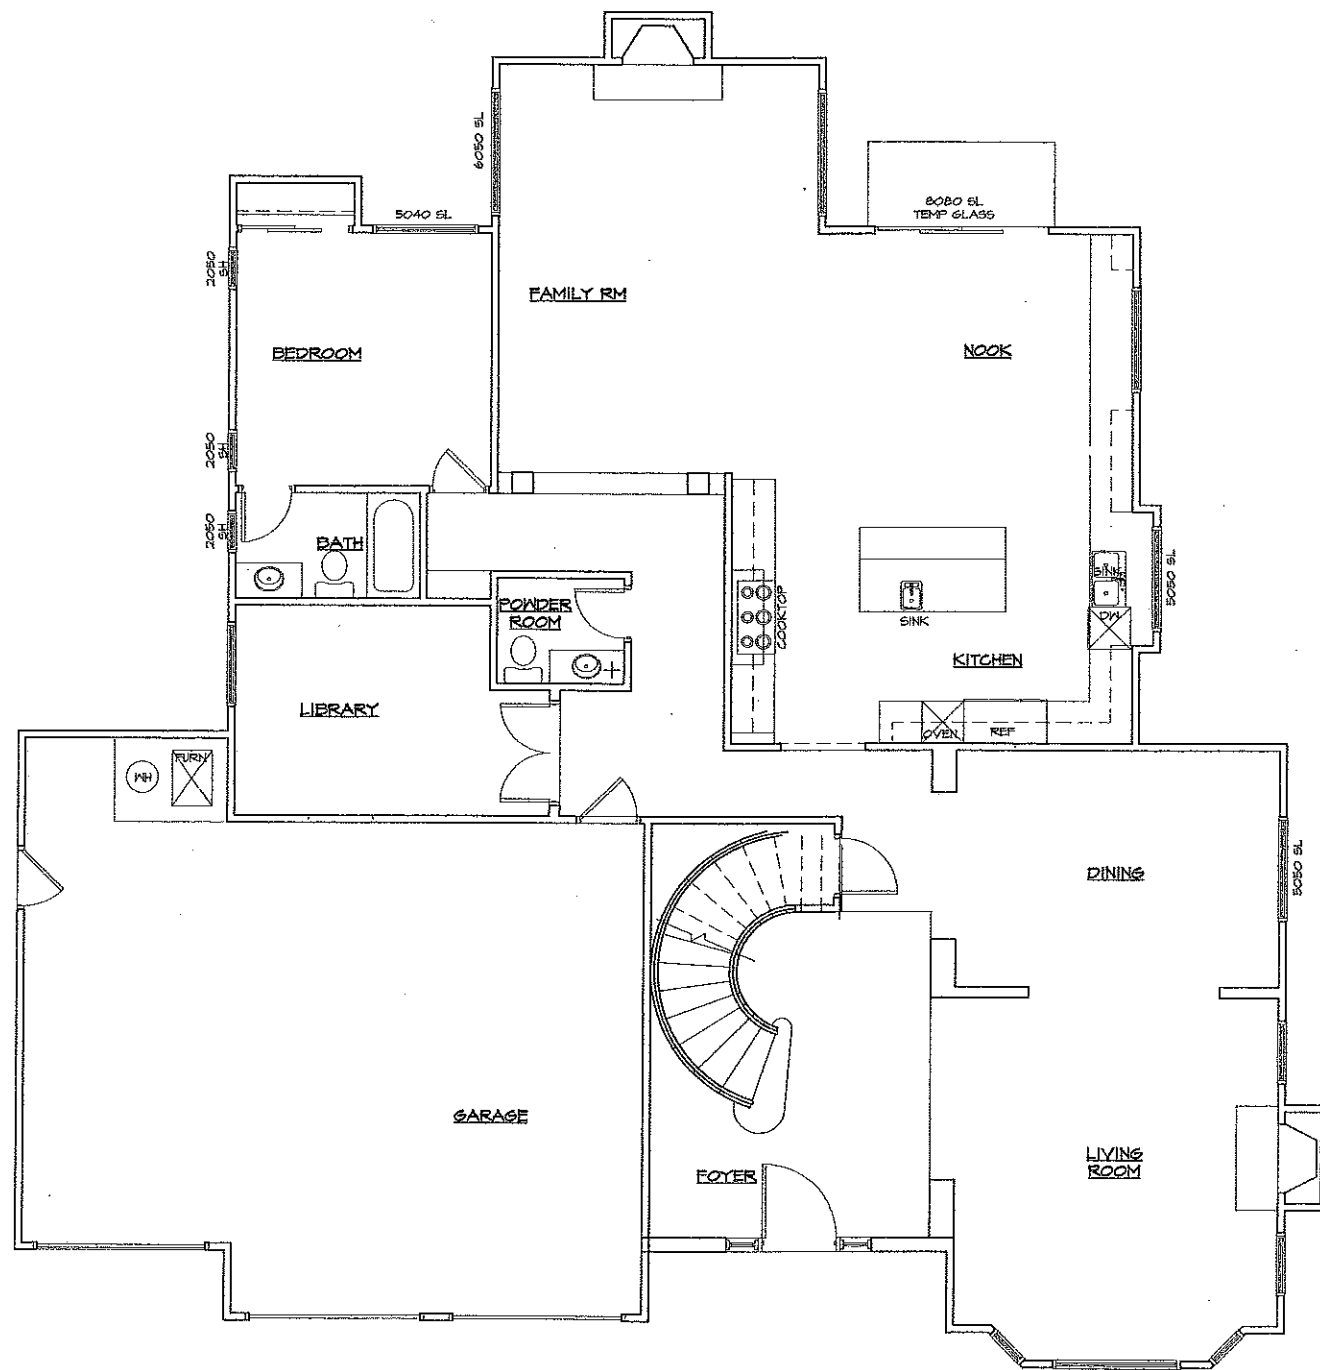 6050 SL
8080 SL
TEMP GLASS
5040 SL
2050
SH
FAMILY RM
BEDROOM
NOOK
2050
SH
2050
SH
BATH
SINK
5050 SL
POWDER
ROOM
COOKTOP
SINK
DW
KITCHEN
LIBRARY
OVEN
REF
FURN
WH
DINING
5050 SL
GARAGE
LIVING
ROOM
FOYER